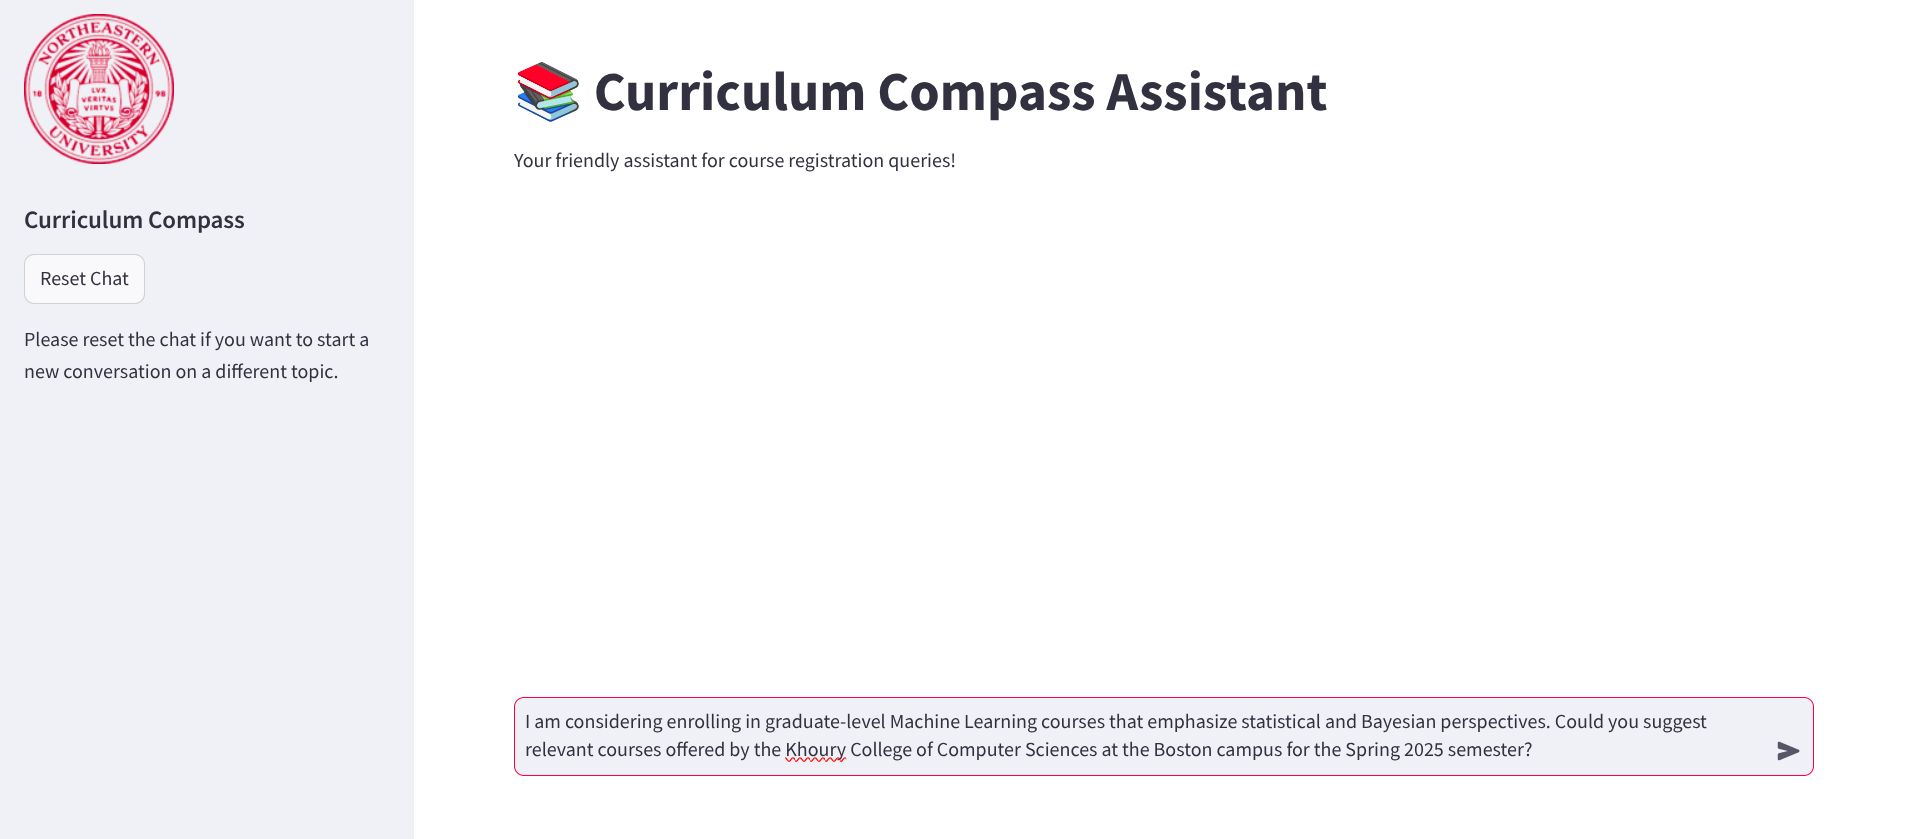 NORTHEASTERN
LVX
18 VERITAS 98
VIRTVS
UNIVERSITY
Curriculum Compass
Reset Chat
Please reset the chat if you want to start a
new conversation on a different topic.
Curriculum Compass Assistant
Your friendly assistant for course registration queries!
I am considering enrolling in graduate-level Machine Learning courses that emphasize statistical and Bayesian perspectives. Could you suggest
relevant courses offered by the Khoury College of Computer Sciences at the Boston campus for the Spring 2025 semester?